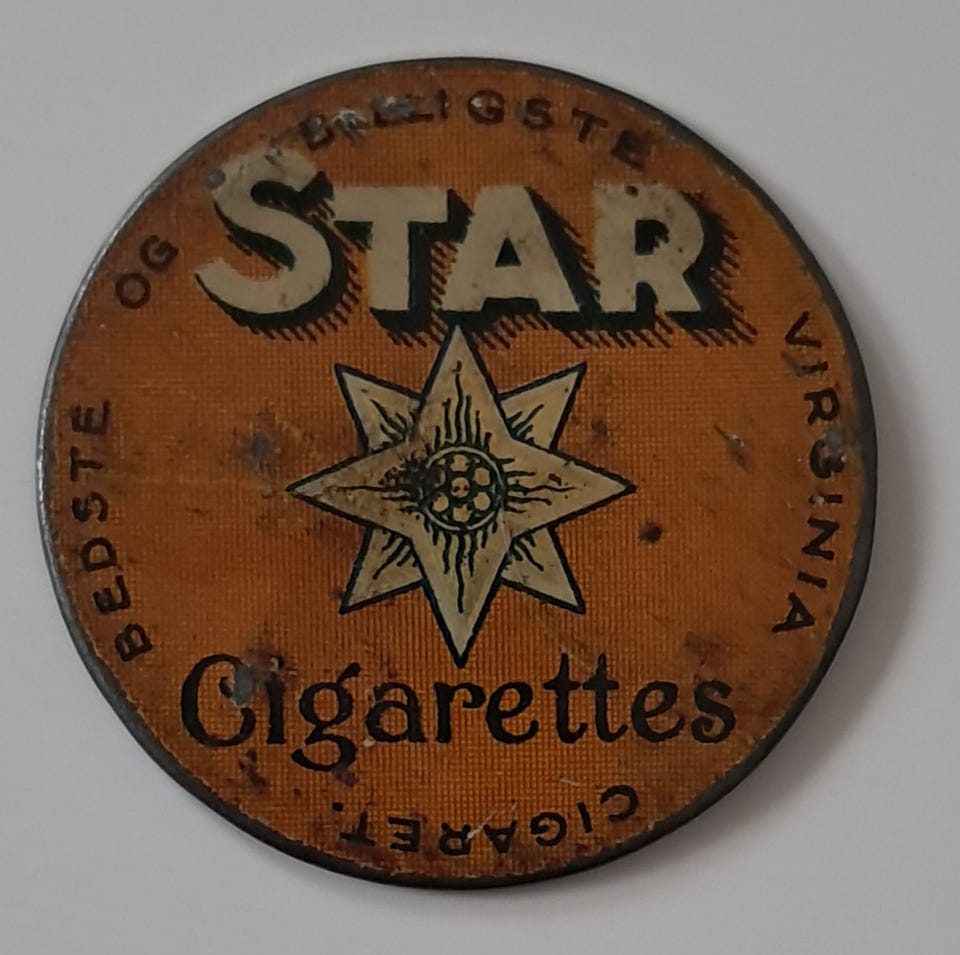 STAR
Cigarettes
BEDSTE OG BILLIGSTE VIRGINIA CIGARET.